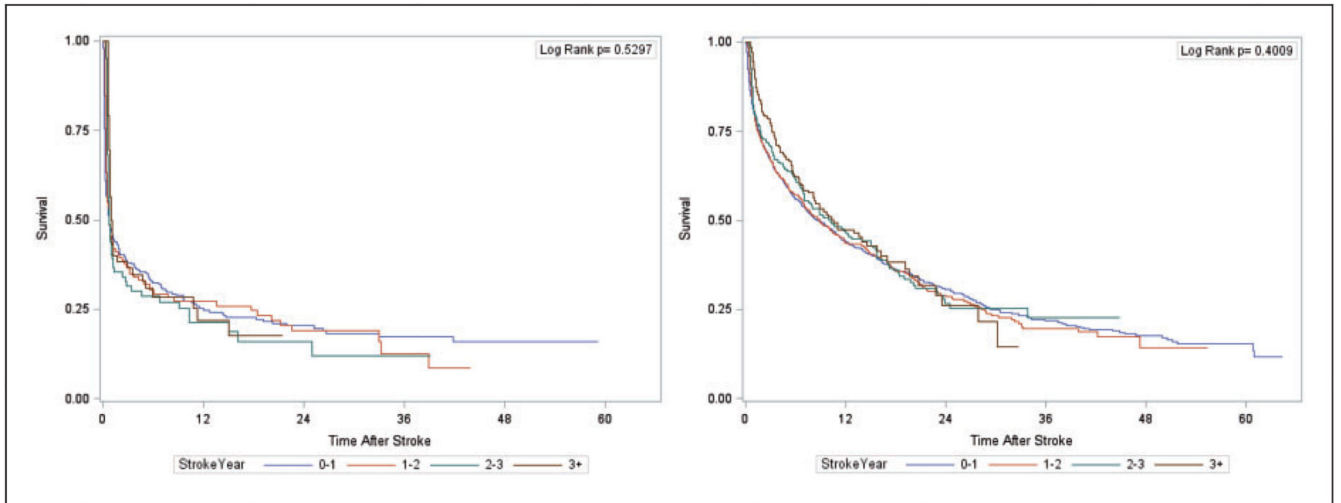 Log Rank p= 0.5297
1.00
0.75
0.50
0.25
0.00
Survival
0 12 24 36 48 60
Time After Stroke
StrokeYear 0-1 1-2 2-3 3+
Log Rank p= 0.4009
1.00
0.75
0.50
0.25
0.00
Survival
0 12 24 36 48 60
Time After Stroke
StrokeYear 0-1 1-2 2-3 3+